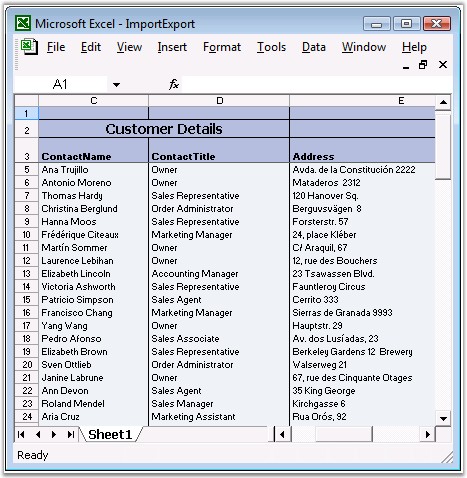 Microsoft Excel - ImportExport
File Edit View Insert Format Tools Data Window Help
A1 fx
C D E
1
2 Customer Details
3 ContactName ContactTitle Address
5 Ana Trujillo Owner Avda. de la Constitución 2222
6 Antonio Moreno Owner Mataderos 2312
7 Thomas Hardy Sales Representative 120 Hanover Sq.
8 Christina Berglund Order Administrator Berguvsvägen 8
9 Hanna Moos Sales Representative Forsterstr. 57
10 Frédérique Citeaux Marketing Manager 24, place Kléber
11 Martín Sommer Owner C/ Araquil, 67
12 Laurence Lebihan Owner 12, rue des Bouchers
13 Elizabeth Lincoln Accounting Manager 23 Tsawassen Blvd.
14 Victoria Ashworth Sales Representative Fauntleroy Circus
15 Patricio Simpson Sales Agent Cerrito 333
16 Francisco Chang Marketing Manager Sierras de Granada 9993
17 Yang Wang Owner Hauptstr. 29
18 Pedro Afonso Sales Associate Av. dos Lusíadas, 23
19 Elizabeth Brown Sales Representative Berkeley Gardens 12 Brewery
20 Sven Ottlieb Order Administrator Walserweg 21
21 Janine Labrune Owner 67, rue des Cinquante Otages
22 Ann Devon Sales Agent 35 King George
23 Roland Mendel Sales Manager Kirchgasse 6
24 Aria Cruz Marketing Assistant Rua Orós, 92
Sheet1
Ready